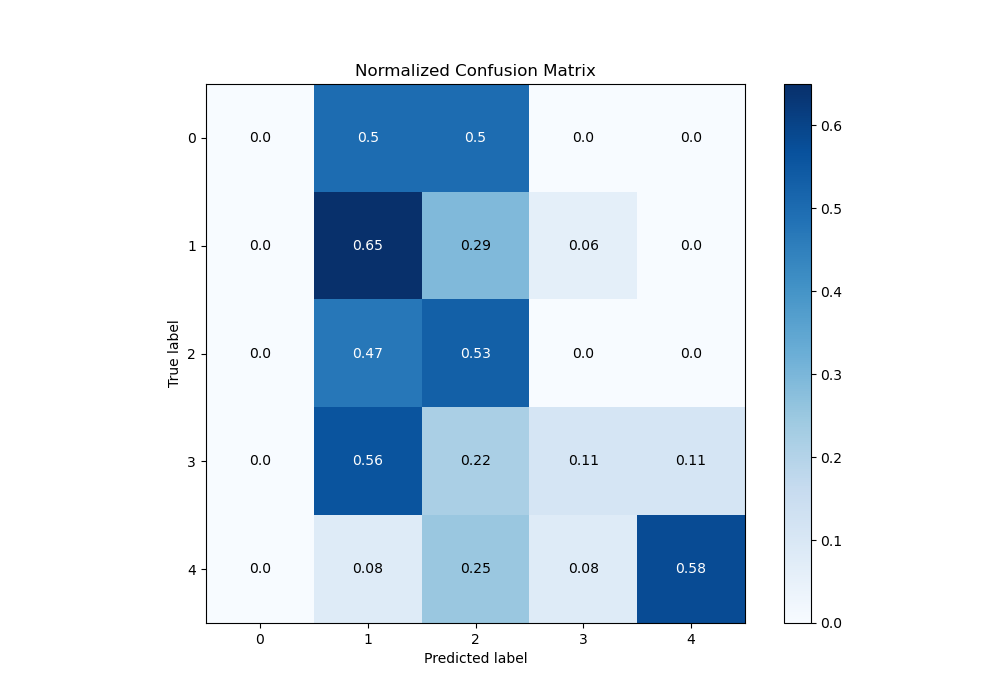 Normalized Confusion Matrix
0 0.0 0.5 0.5 0.0 0.0
1 0.0 0.65 0.29 0.06 0.0
2 0.0 0.47 0.53 0.0 0.0
3 0.0 0.56 0.22 0.11 0.11
4 0.0 0.08 0.25 0.08 0.58
0 1 2 3 4
Predicted label
True label
0.6
0.5
0.4
0.3
0.2
0.1
0.0